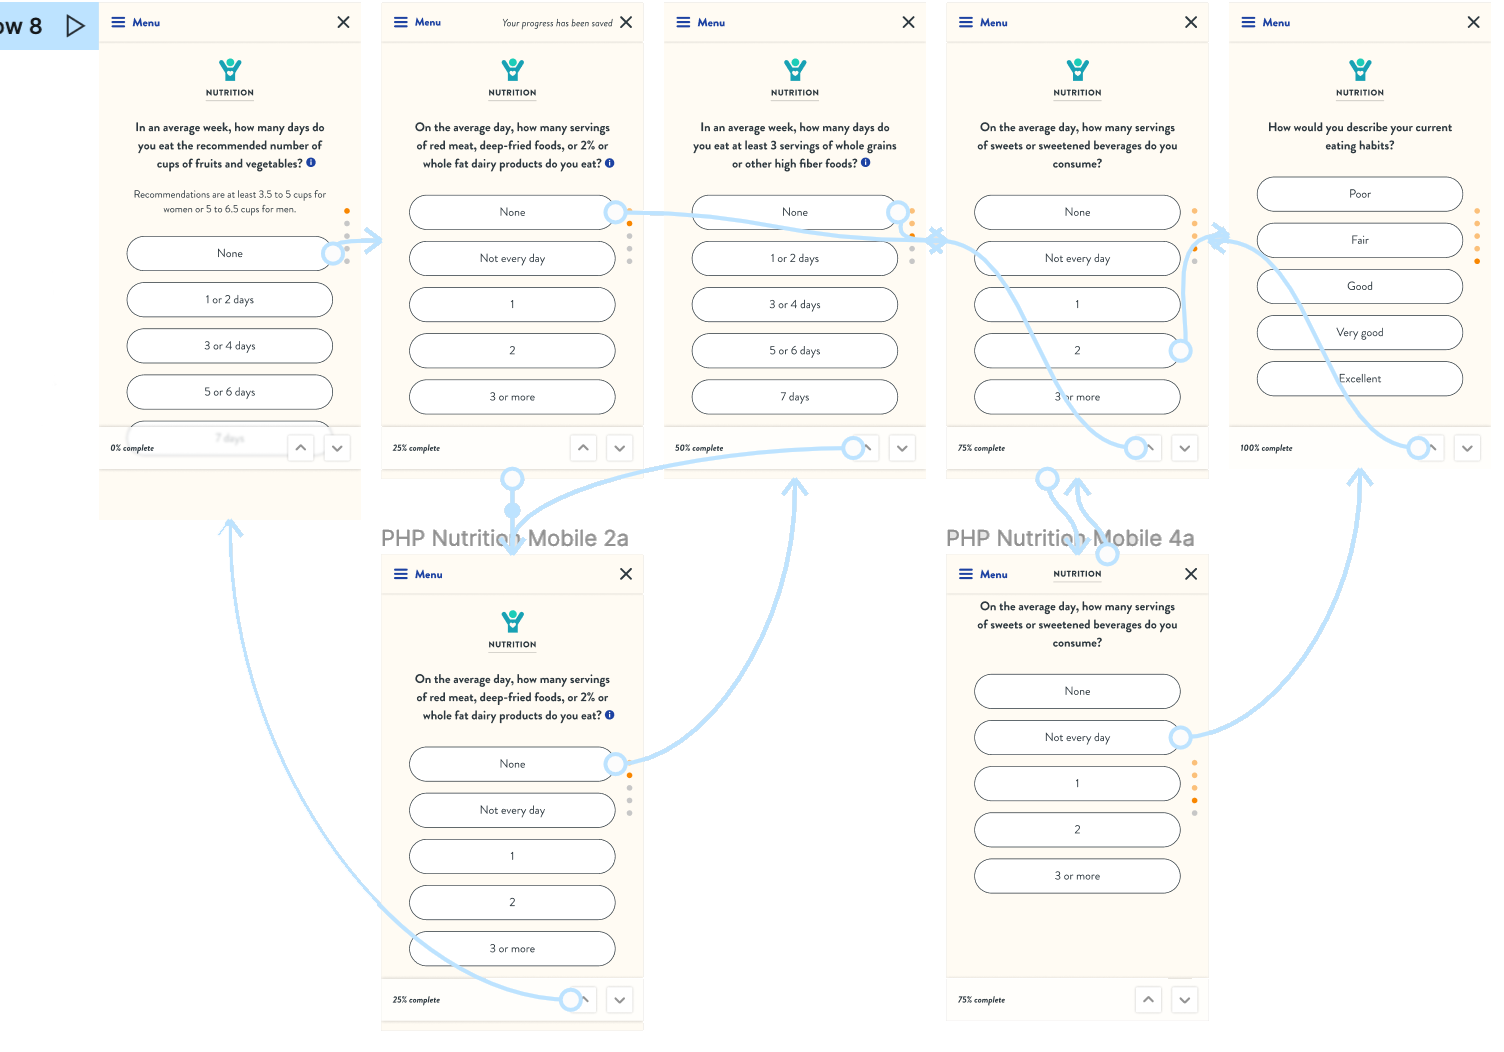 ow 8
Menu
NUTRITION
In an average week, how many days do
you eat the recommended number of
cups of fruits and vegetables?
Recommendations are at least 3.5 to 5 cups for
women or 5 to 6.5 cups for men.
None
1 or 2 days
3 or 4 days
5 or 6 days
7 days
0% complete
Menu
Your progress has been saved
NUTRITION
On the average day, how many servings
of red meat, deep-fried foods, or 2% or
whole fat dairy products do you eat?
None
Not every day
1
2
3 or more
25% complete
Menu
NUTRITION
In an average week, how many days do
you eat at least 3 servings of whole grains
or other high fiber foods?
None
1 or 2 days
3 or 4 days
5 or 6 days
7 days
50% complete
Menu
NUTRITION
On the average day, how many servings
of sweets or sweetened beverages do you
consume?
None
Not every day
1
2
3 or more
75% complete
Menu
NUTRITION
How would you describe your current
eating habits?
Poor
Fair
Good
Very good
Excellent
100% complete
PHP Nutrition Mobile 2a
Menu
NUTRITION
On the average day, how many servings
of red meat, deep-fried foods, or 2% or
whole fat dairy products do you eat?
None
Not every day
1
2
3 or more
25% complete
PHP Nutrition Mobile 4a
Menu
NUTRITION
On the average day, how many servings
of sweets or sweetened beverages do you
consume?
None
Not every day
1
2
3 or more
75% complete